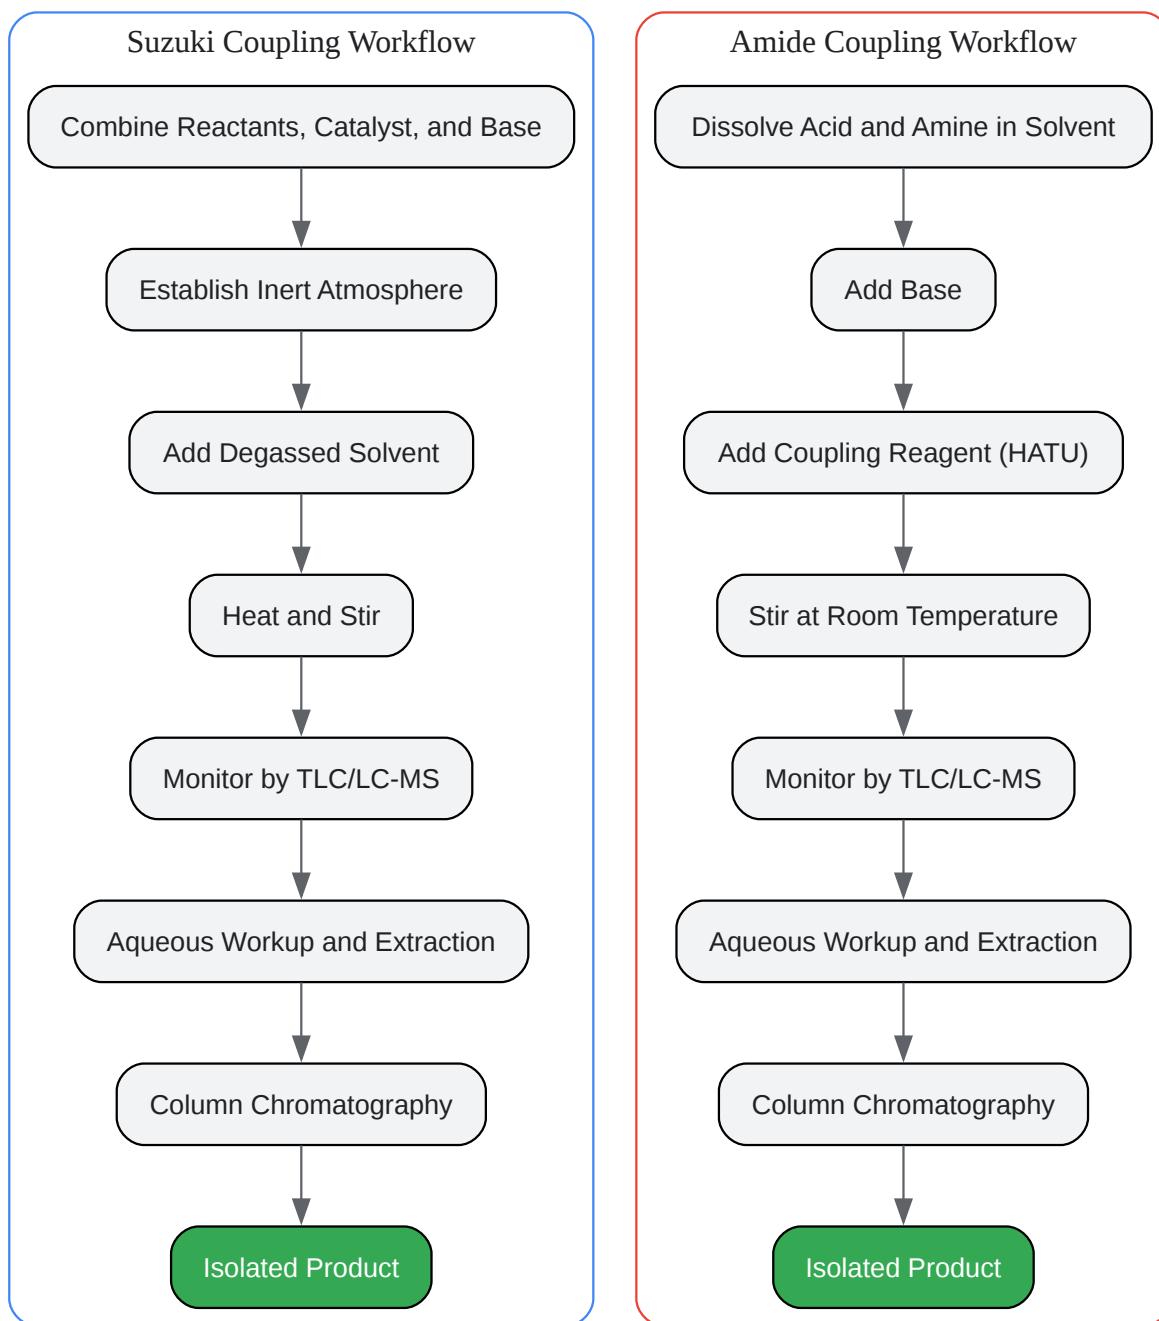 Suzuki Coupling Workflow
Combine Reactants, Catalyst, and Base
Establish Inert Atmosphere
Add Degassed Solvent
Heat and Stir
Monitor by TLC/LC-MS
Aqueous Workup and Extraction
Column Chromatography
Isolated Product
Amide Coupling Workflow
Dissolve Acid and Amine in Solvent
Add Base
Add Coupling Reagent (HATU)
Stir at Room Temperature
Monitor by TLC/LC-MS
Aqueous Workup and Extraction
Column Chromatography
Isolated Product